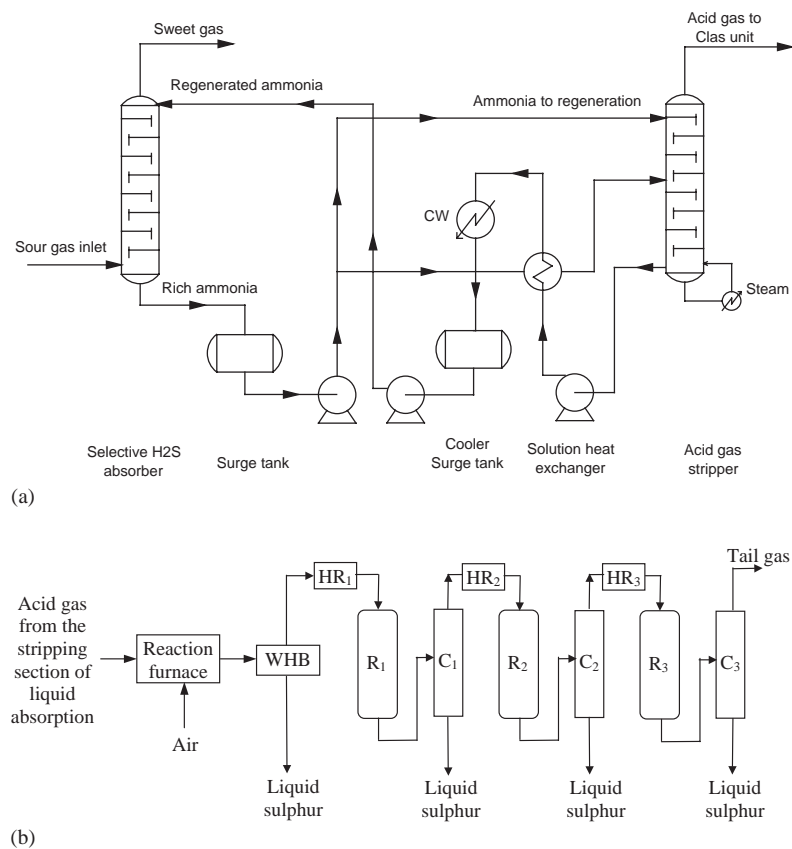 Sweet gas
Acid gas to
Clas unit
Regenerated ammonia
Ammonia to regeneration
CW
Sour gas inlet
Rich ammonia
Steam
Selective H2S
absorber
Surge tank
Cooler
Surge tank
Solution heat
exchanger
Acid gas
stripper
(a)
Tail gas
HR₁
HR₂
HR₃
Acid gas
from the
stripping
section of
liquid
absorption
Reaction
furnace
WHB
R₁
C₁
R₂
C₂
R₃
C₃
Air
Liquid
sulphur
Liquid
sulphur
Liquid
sulphur
Liquid
sulphur
(b)